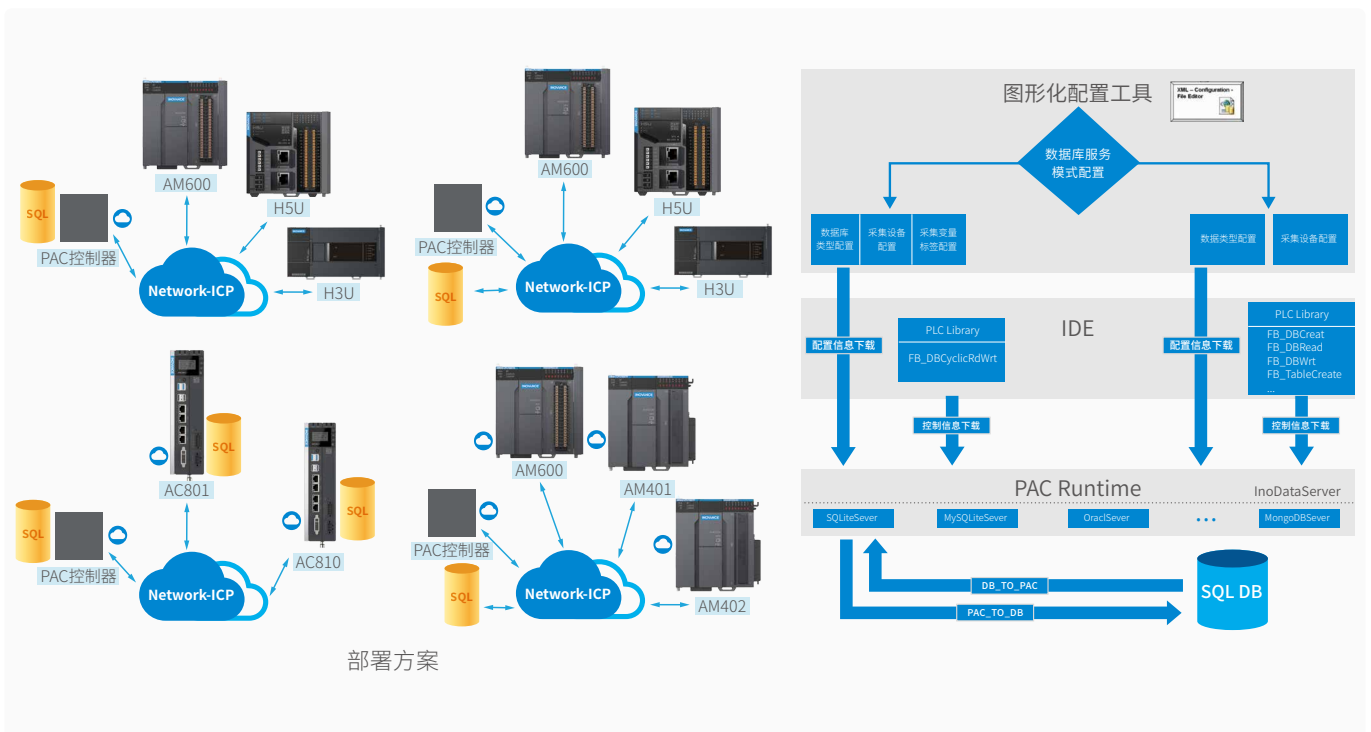 AM600
H5U
SQL
PAC控制器
Network-ICP
H3U
AM600
H5U
PAC控制器
SQL
Network-ICP
H3U
AC801
SQL
SQL
PAC控制器
Network-ICP
SQL
AC810
AM600
AM401
PAC控制器
SQL
Network-ICP
AM402
部署方案
图形化配置工具
XML – Configuration -
File Editor
数据库服务
模式配置
数据库
类型配置
采集设备
配置
采集变量
标签配置
数据类型配置
采集设备配置
IDE
配置信息下载
PLC Library
FB_DBCyclicRdWrt
控制信息下载
配置信息下载
PLC Library
FB_DBCreat
FB_DBRead
FB_DBWrt
FB_TableCreate
...
控制信息下载
PAC Runtime
InoDataServer
SQLiteSever
MySQLiteSever
OraclSever
...
MongoDBSever
DB_TO_PAC
PAC_TO_DB
SQL DB